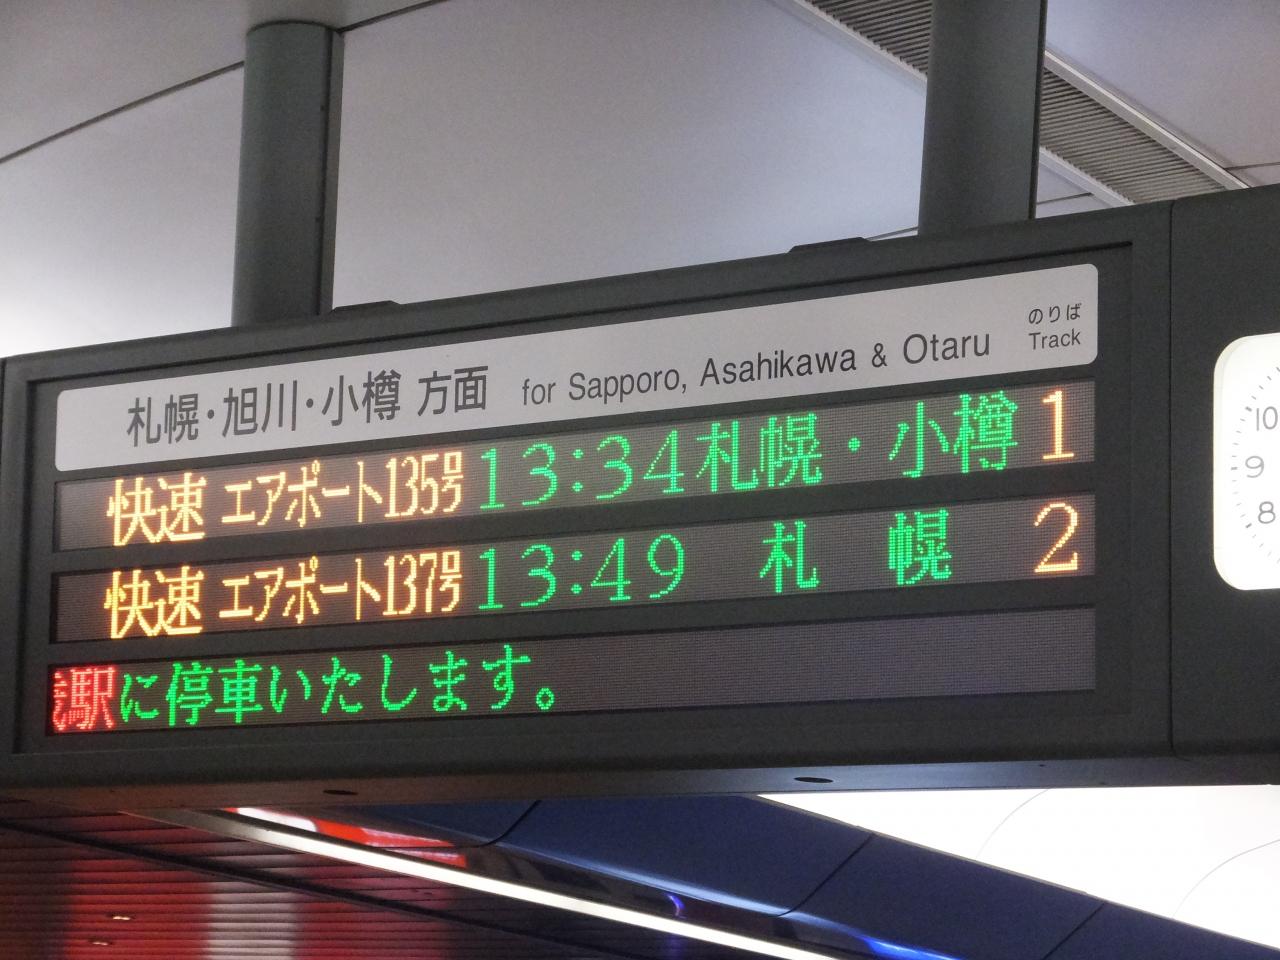 札幌・旭川・小樽 方面 for Sapporo, Asahikawa & Otaru
のりば
Track
快速 エアポート135号 13:34 札幌・小樽 1
快速 エアポート137号 13:49 札 幌 2
駅に停車いたします。
10
9
8